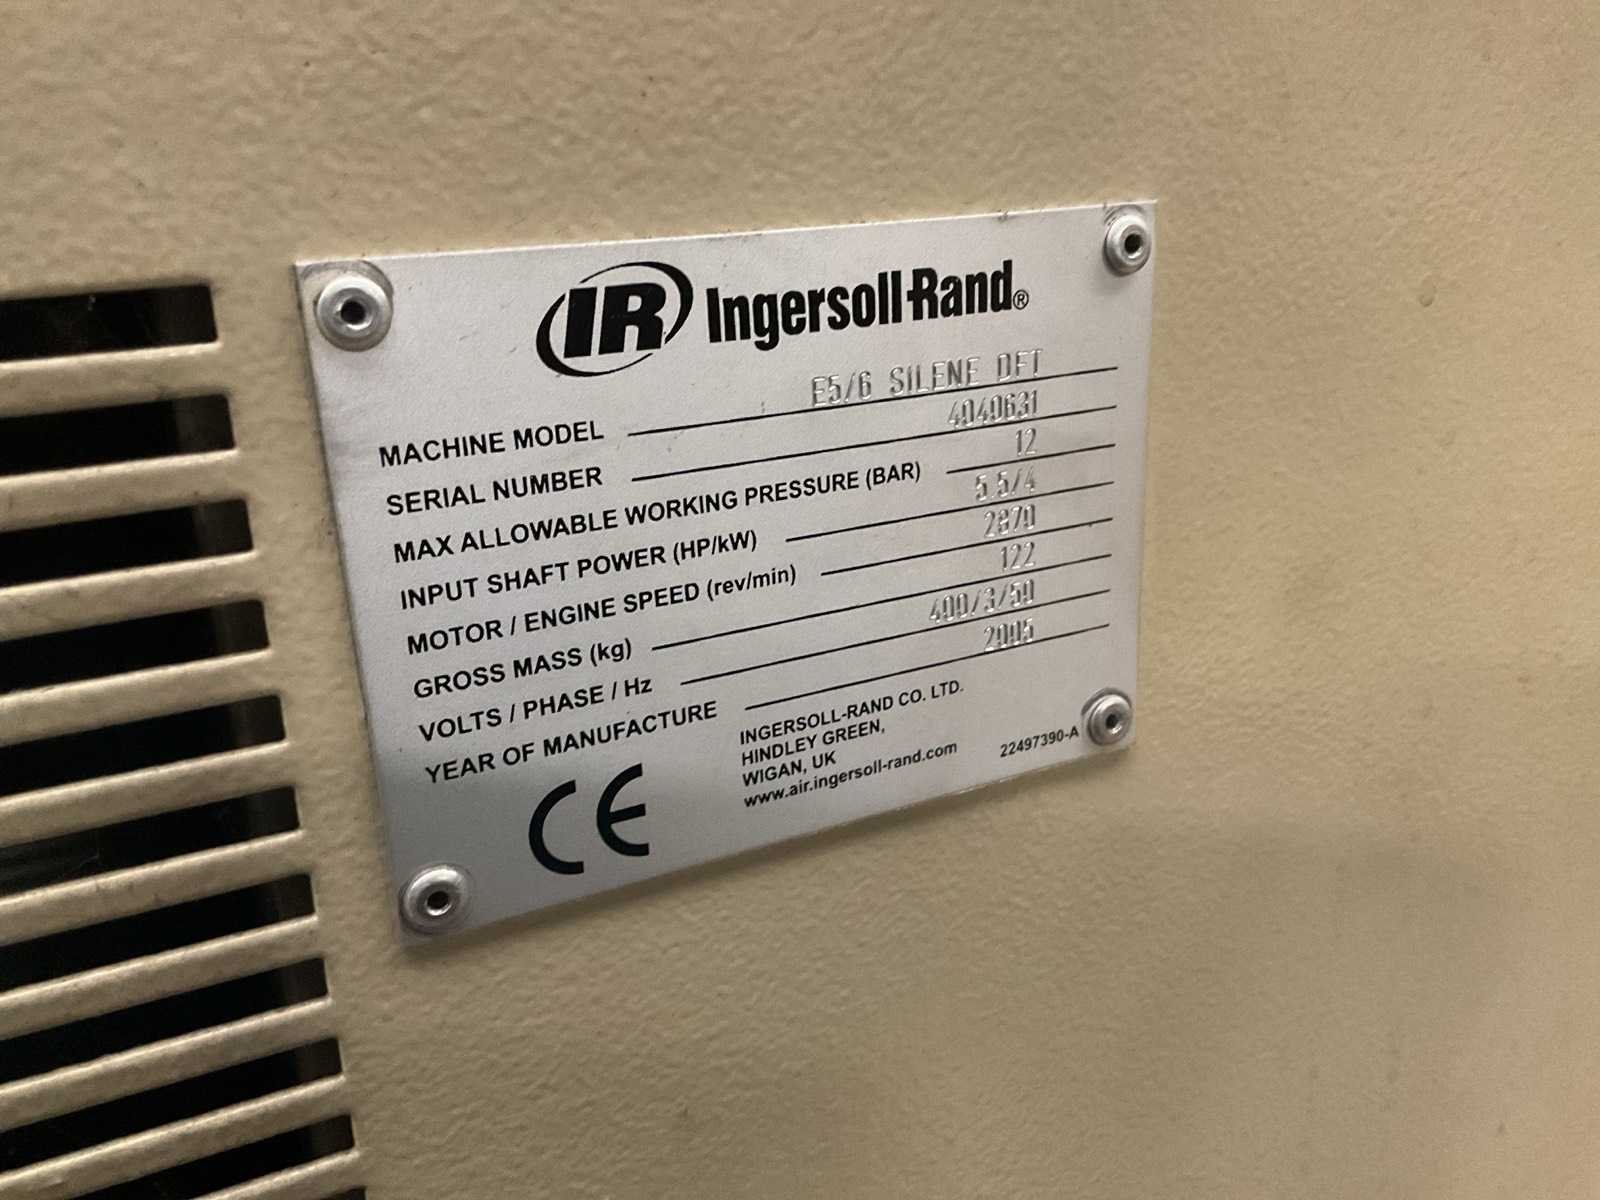 IR Ingersoll-Rand®
MACHINE MODEL E5/6 SILENE DFT
SERIAL NUMBER 4040631
MAX ALLOWABLE WORKING PRESSURE (BAR) 12
INPUT SHAFT POWER (HP/kW) 5.5/4
MOTOR / ENGINE SPEED (rev/min) 2870
GROSS MASS (kg) 122
VOLTS / PHASE / Hz 400/3/50
YEAR OF MANUFACTURE 2005
CE
INGERSOLL-RAND CO. LTD.
HINDLEY GREEN,
WIGAN, UK
www.air.ingersoll-rand.com
22497390-A